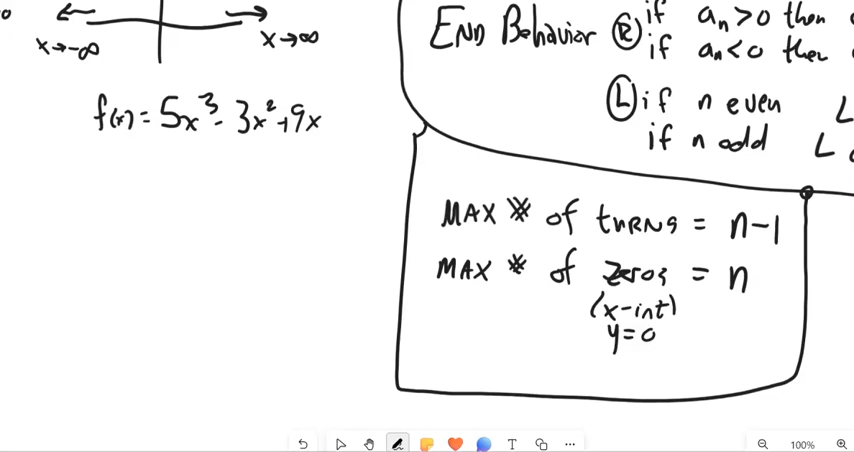 x→-∞
x→∞
f(x) = 5x³ - 3x² + 9x
END Behavior (R) if aₙ > 0 then
if aₙ < 0 then
(L) if n even L
if n odd L
MAX # of turns = n-1
MAX # of zeros = n
(x-int)
y=0
100%